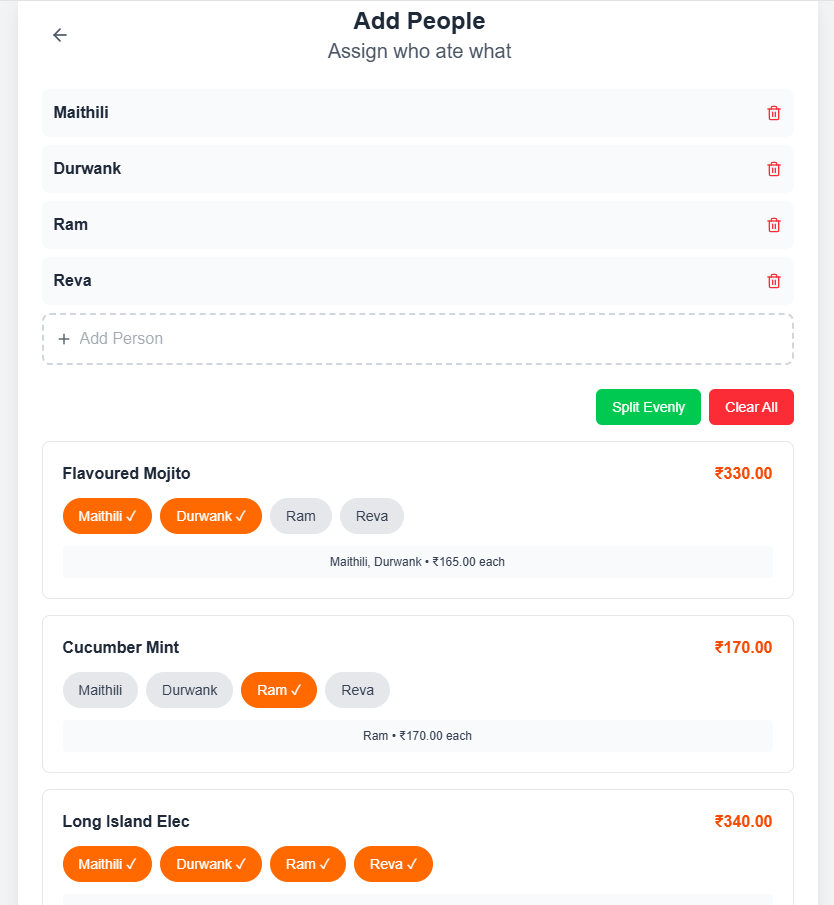 Add People
Assign who ate what
Maithili
Durwank
Ram
Reva
+ Add Person
Split Evenly Clear All
Flavoured Mojito ₹330.00
Maithili ✓ Durwank ✓ Ram Reva
Maithili, Durwank • ₹165.00 each
Cucumber Mint ₹170.00
Maithili Durwank Ram ✓ Reva
Ram • ₹170.00 each
Long Island Elec ₹340.00
Maithili ✓ Durwank ✓ Ram ✓ Reva ✓